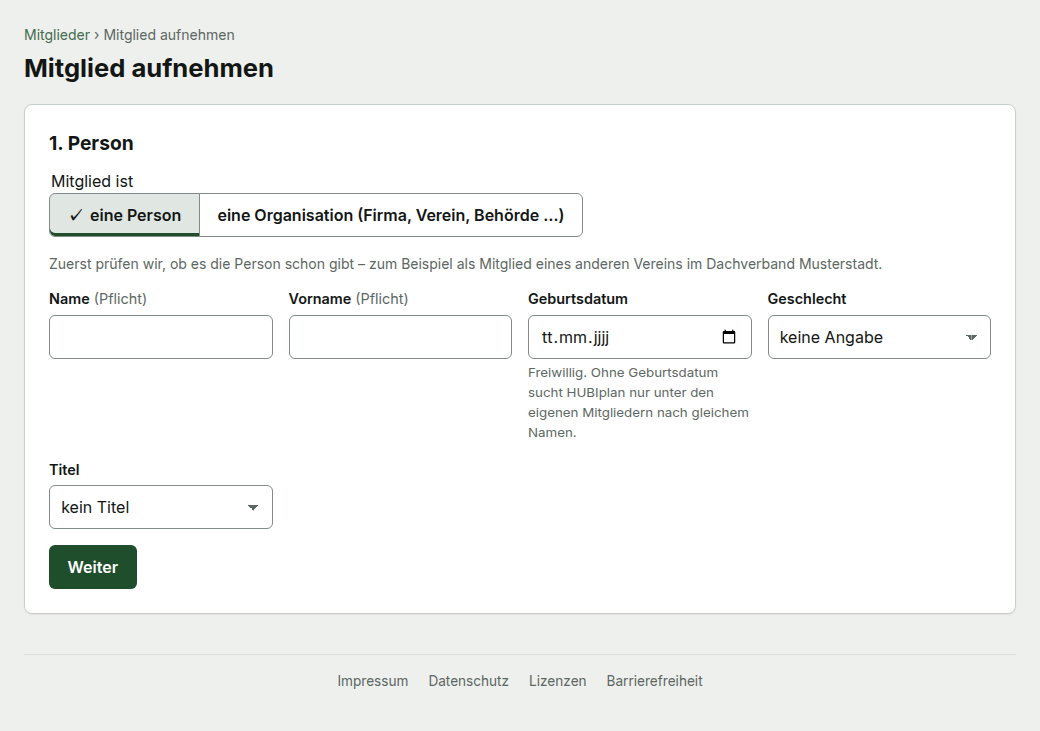 Mitglieder › Mitglied aufnehmen
Mitglied aufnehmen
1. Person
Mitglied ist
✓ eine Person
eine Organisation (Firma, Verein, Behörde ...)
Zuerst prüfen wir, ob es die Person schon gibt – zum Beispiel als Mitglied eines anderen Vereins im Dachverband Musterstadt.
Name (Pflicht)
Vorname (Pflicht)
Geburtsdatum
tt.mm.jjjj
Freiwillig. Ohne Geburtsdatum
sucht HUBIplan nur unter den
eigenen Mitgliedern nach gleichem
Namen.
Geschlecht
keine Angabe
Titel
kein Titel
Weiter
Impressum Datenschutz Lizenzen Barrierefreiheit